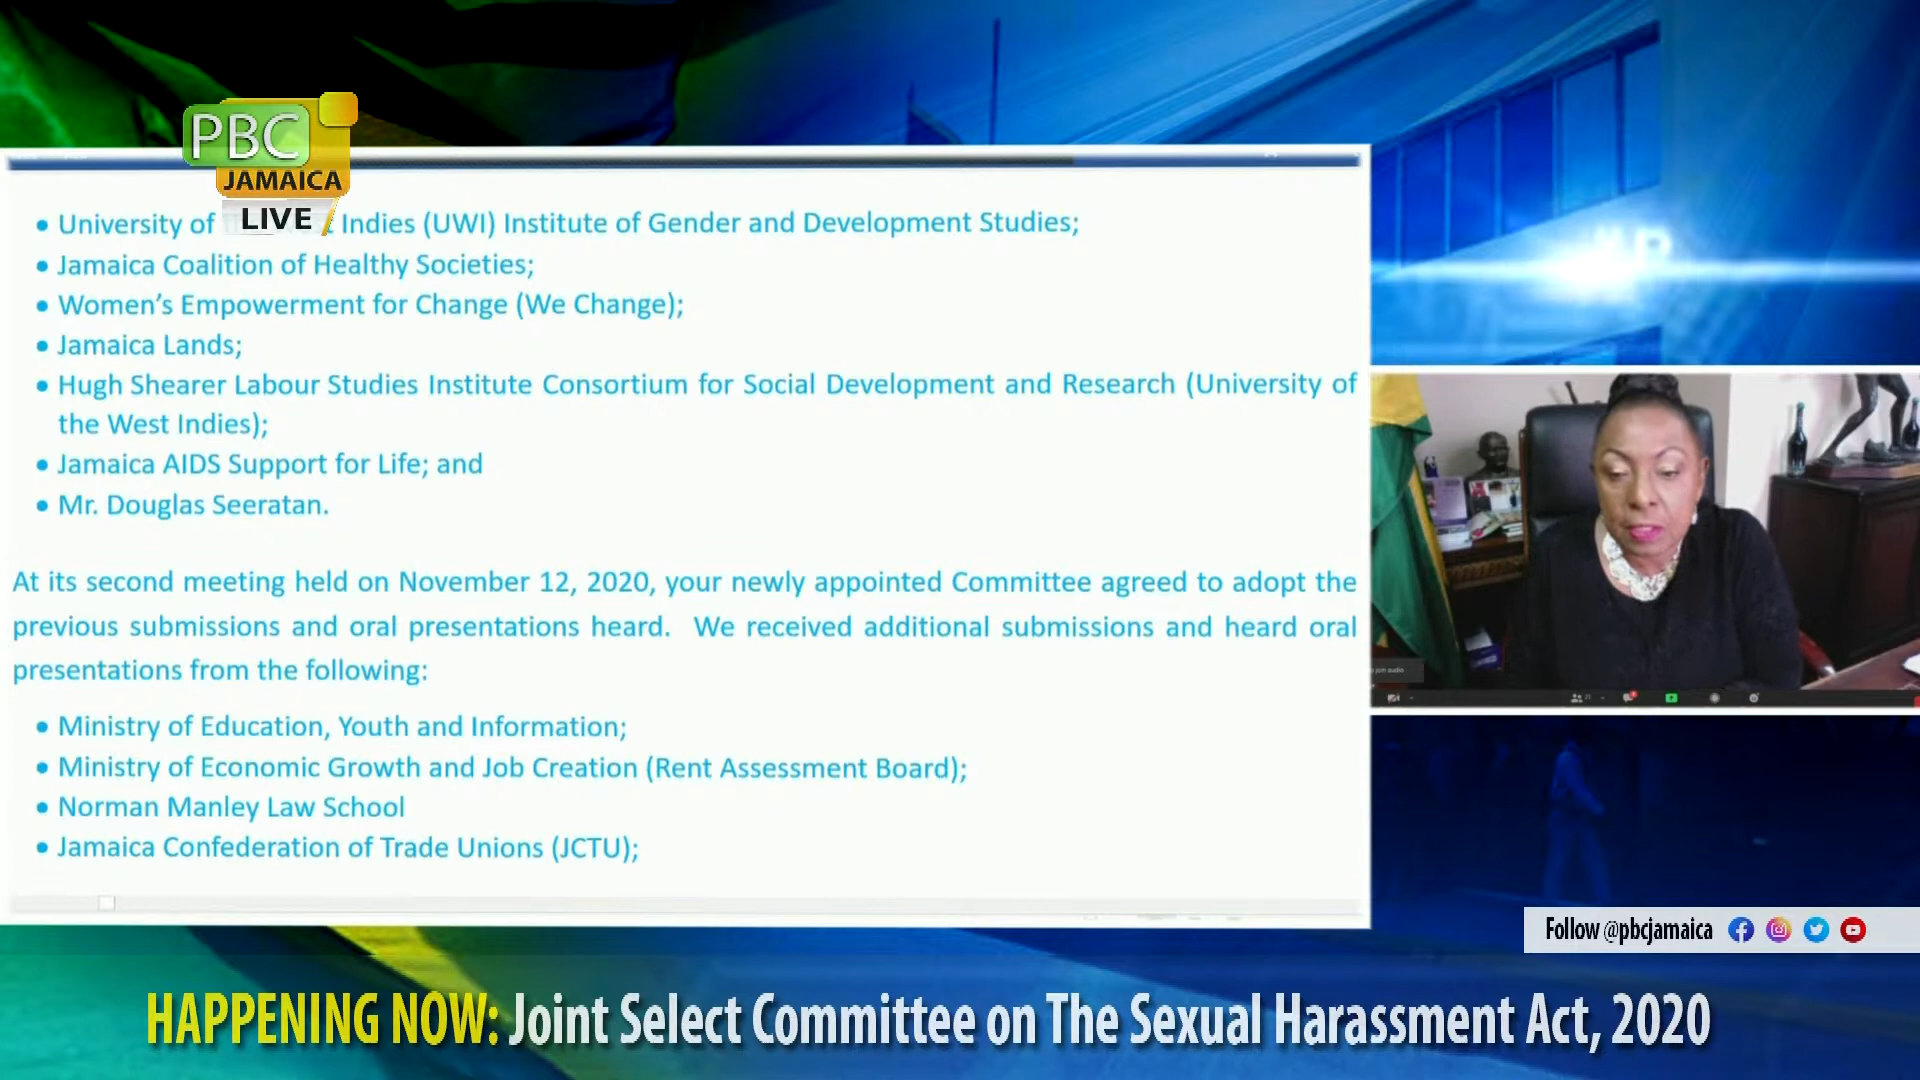 PBC
JAMAICA
LIVE
• University of Indies (UWI) Institute of Gender and Development Studies;
• Jamaica Coalition of Healthy Societies;
• Women's Empowerment for Change (We Change);
• Jamaica Lands;
• Hugh Shearer Labour Studies Institute Consortium for Social Development and Research (University of
the West Indies);
• Jamaica AIDS Support for Life; and
• Mr. Douglas Seeratan.
At its second meeting held on November 12, 2020, your newly appointed Committee agreed to adopt the
previous submissions and oral presentations heard. We received additional submissions and heard oral
presentations from the following:
• Ministry of Education, Youth and Information;
• Ministry of Economic Growth and Job Creation (Rent Assessment Board);
• Norman Manley Law School
• Jamaica Confederation of Trade Unions (JCTU);
Follow @pbcjamaica
HAPPENING NOW: Joint Select Committee on The Sexual Harassment Act, 2020